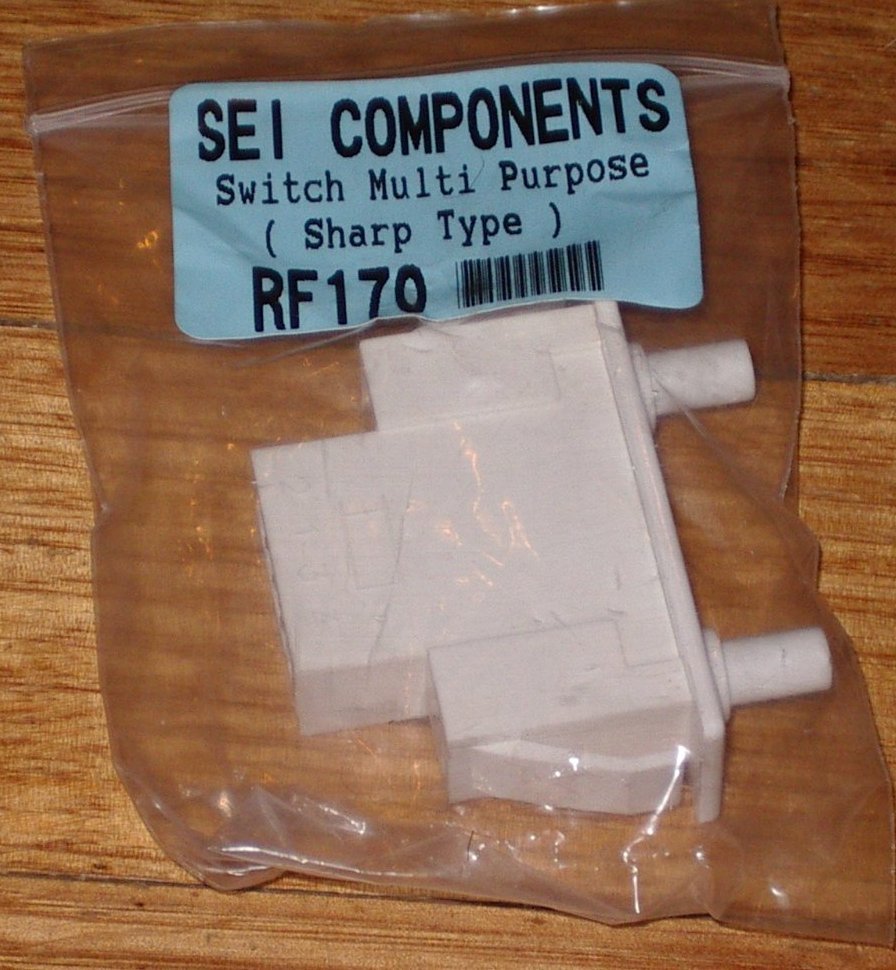 SEI COMPONENTS
Switch Multi Purpose
( Sharp Type )
RF170